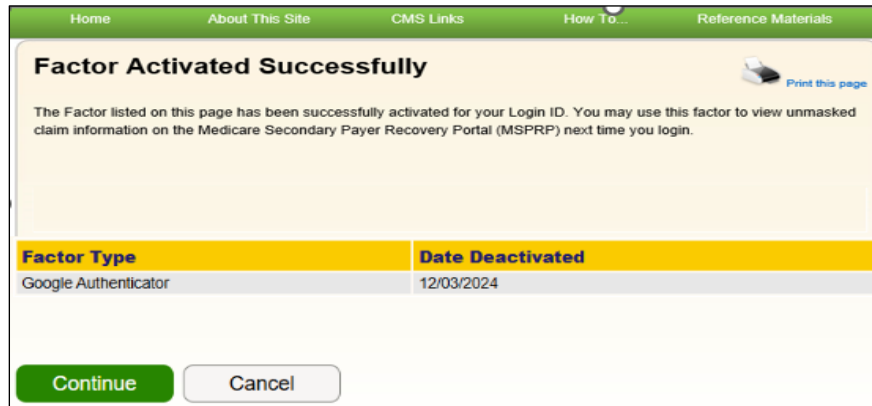 Home About This Site CMS Links How To... Reference Materials
Factor Activated Successfully
Print this page
The Factor listed on this page has been successfully activated for your Login ID. You may use this factor to view unmasked
claim information on the Medicare Secondary Payer Recovery Portal (MSPRP) next time you login.
Factor Type Date Deactivated
Google Authenticator 12/03/2024
Continue Cancel